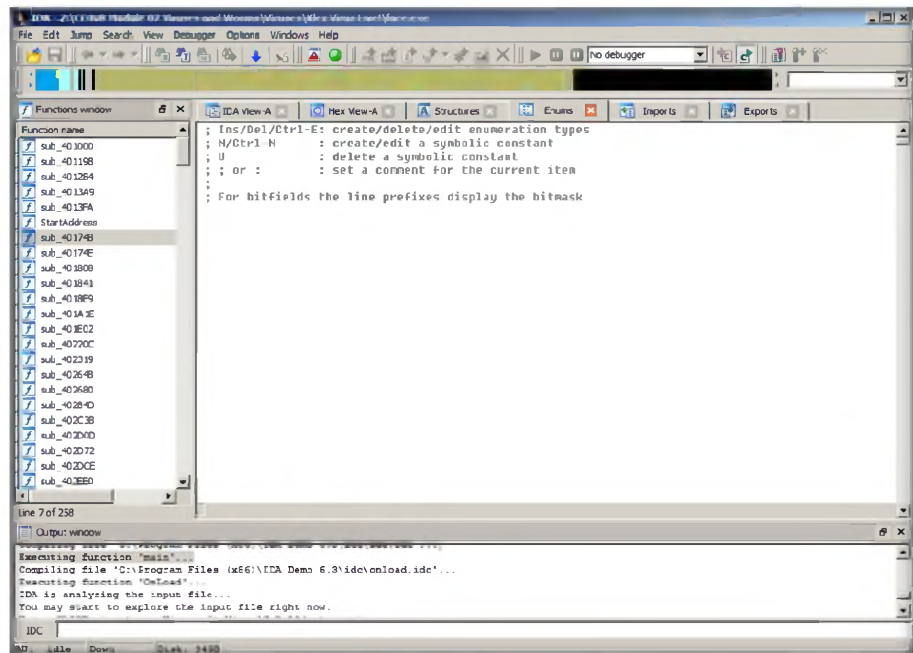 File Edit Jump Search View Debugger Options Windows Help
No debugger
Functions window
IDA View-A Hex View-A Structures Enums Imports Exports
Function name
sub_401000
sub_401198
sub_401284
sub_4013A9
sub_4013FA
StartAddress
sub_40174B
sub_40174E
sub_401808
sub_401841
sub_4018F9
sub_401A1E
sub_401E02
sub_40220C
sub_402319
sub_40264B
sub_402680
sub_40284D
sub_402C3B
sub_402D0D
sub_402D72
sub_402DCE
sub_402EE0
Line 7 of 258
; Ins/Del/Ctrl-E: create/delete/edit enumeration types
; N/Ctrl-N : create/edit a symbolic constant
; U : delete a symbolic constant
; ; or : : set a comment for the current item
;
; For bitfields the line prefixes display the bitmask
Output window
Executing function 'main'...
Compiling file 'C:\Program Files (x86)\IDA Demo 6.3\idc\onload.idc'...
Executing function 'OnLoad'...
IDA is analysing the input file...
You may start to explore the input file right now.
IDC
AU: idle Down Disk: